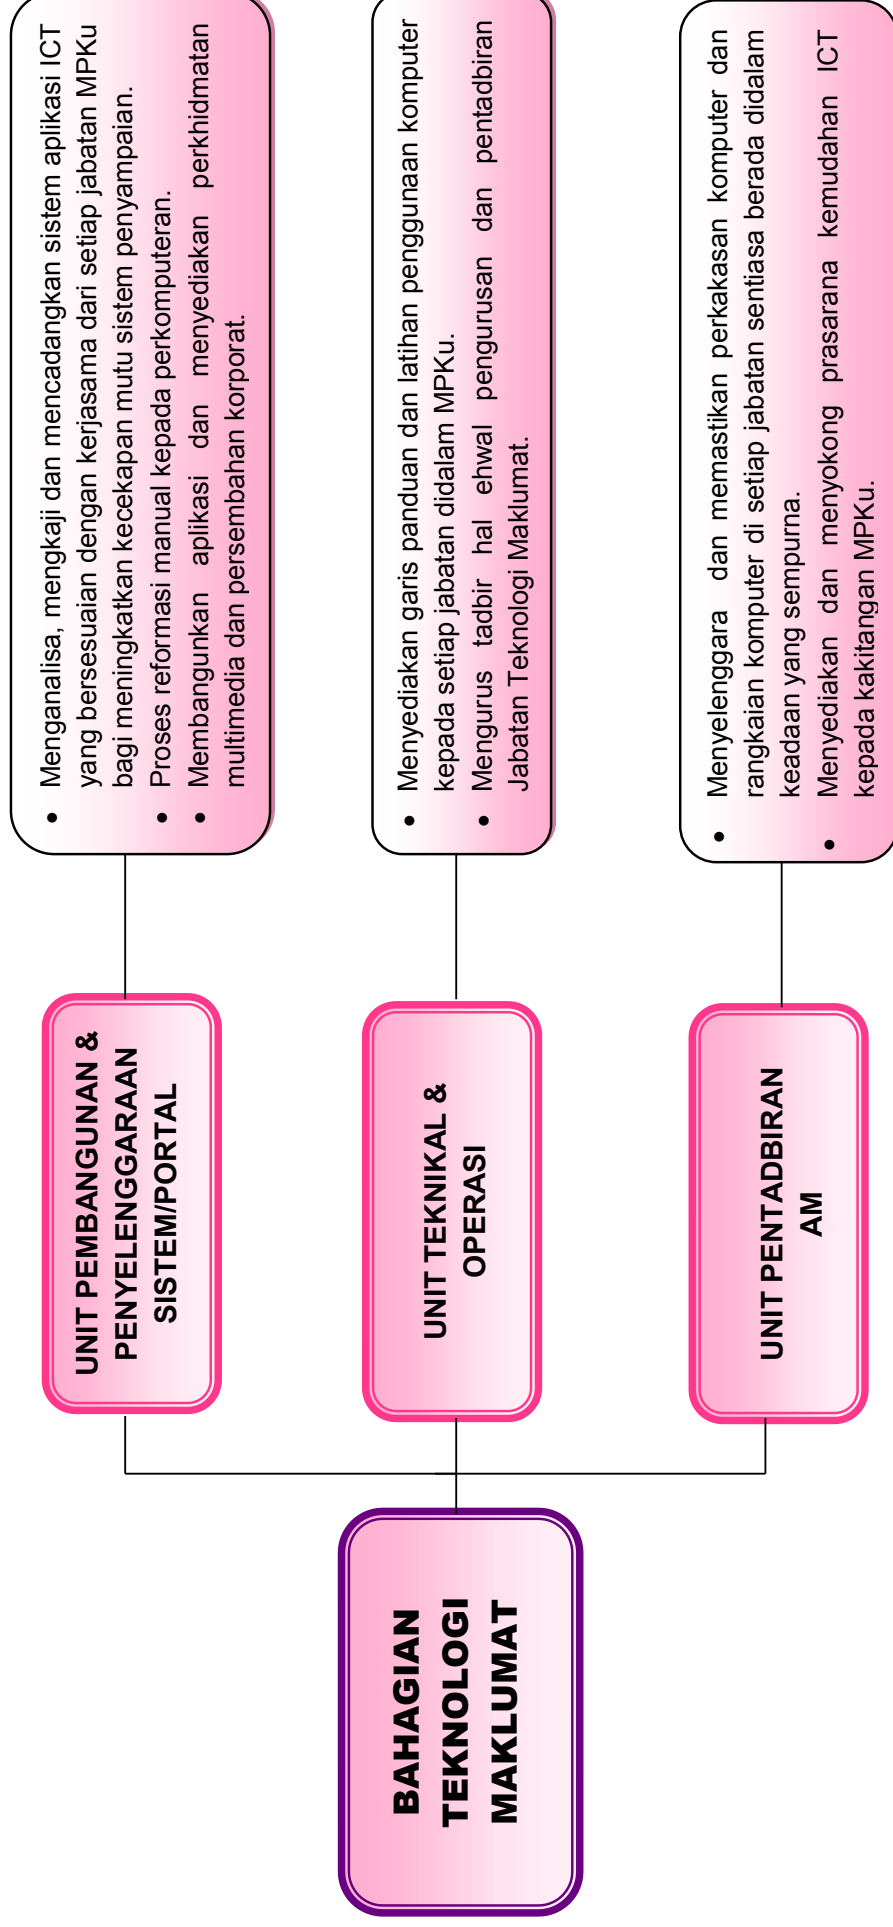 BAHAGIAN
TEKNOLOGI
MAKLUMAT
UNIT PEMBANGUNAN &
PENYELENGGARAAN
SISTEM/PORTAL
• Menganalisa, mengkaji dan mencadangkan sistem aplikasi ICT
yang bersesuaian dengan kerjasama dari setiap jabatan MPKu
bagi meningkatkan kecekapan mutu sistem penyampaian.
• Proses reformasi manual kepada perkomputeran.
• Membangunkan aplikasi dan menyediakan perkhidmatan
multimedia dan persembahan korporat.
UNIT TEKNIKAL &
OPERASI
• Menyediakan garis panduan dan latihan penggunaan komputer
kepada setiap jabatan didalam MPKu.
• Mengurus tadbir hal ehwal pengurusan dan pentadbiran
Jabatan Teknologi Maklumat.
UNIT PENTADBIRAN
AM
• Menyelenggara dan memastikan perkakasan komputer dan
rangkaian komputer di setiap jabatan sentiasa berada didalam
keadaan yang sempurna.
• Menyediakan dan menyokong prasarana kemudahan ICT
kepada kakitangan MPKu.